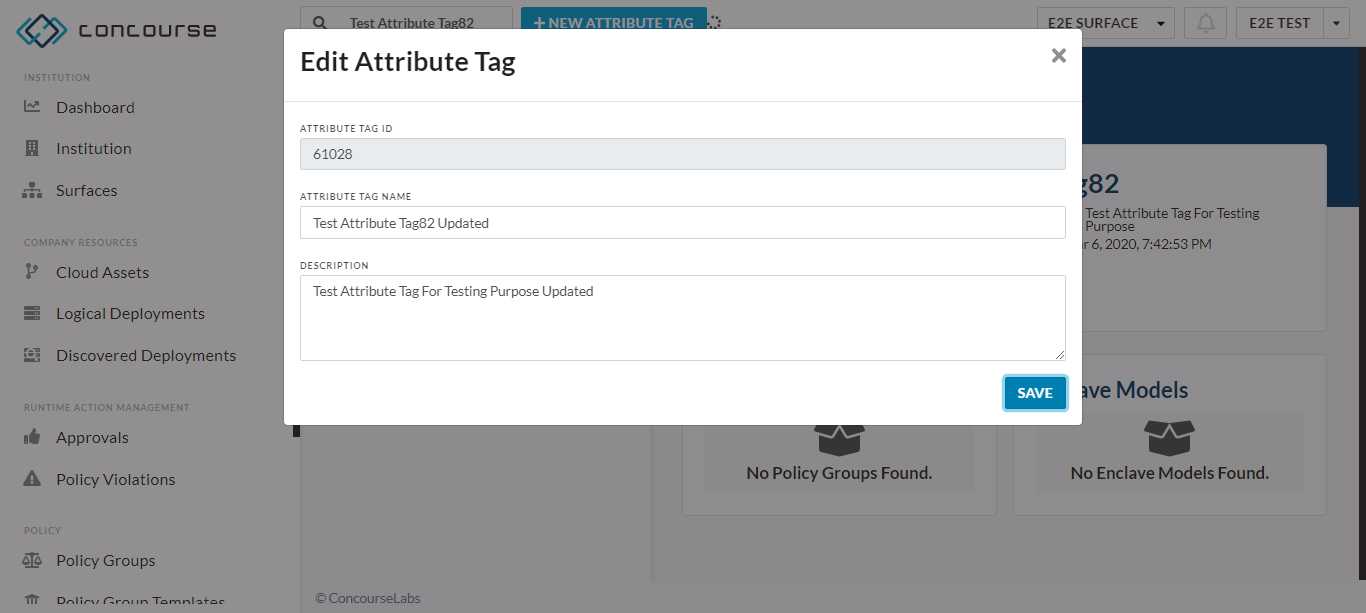 concourse
Test Attribute Tag82
NEW ATTRIBUTE TAG
E2E SURFACE
E2E TEST
INSTITUTION
Dashboard
Institution
Surfaces
COMPANY RESOURCES
Cloud Assets
Logical Deployments
Discovered Deployments
RUNTIME ACTION MANAGEMENT
Approvals
Policy Violations
POLICY
Policy Groups
Policy Group Templates
Edit Attribute Tag
ATTRIBUTE TAG ID
61028
ATTRIBUTE TAG NAME
Test Attribute Tag82 Updated
DESCRIPTION
Test Attribute Tag For Testing Purpose Updated
SAVE
g82
Test Attribute Tag For Testing
Purpose
r 6, 2020, 7:42:53 PM
No Policy Groups Found.
ave Models
No Enclave Models Found.
© ConcourseLabs